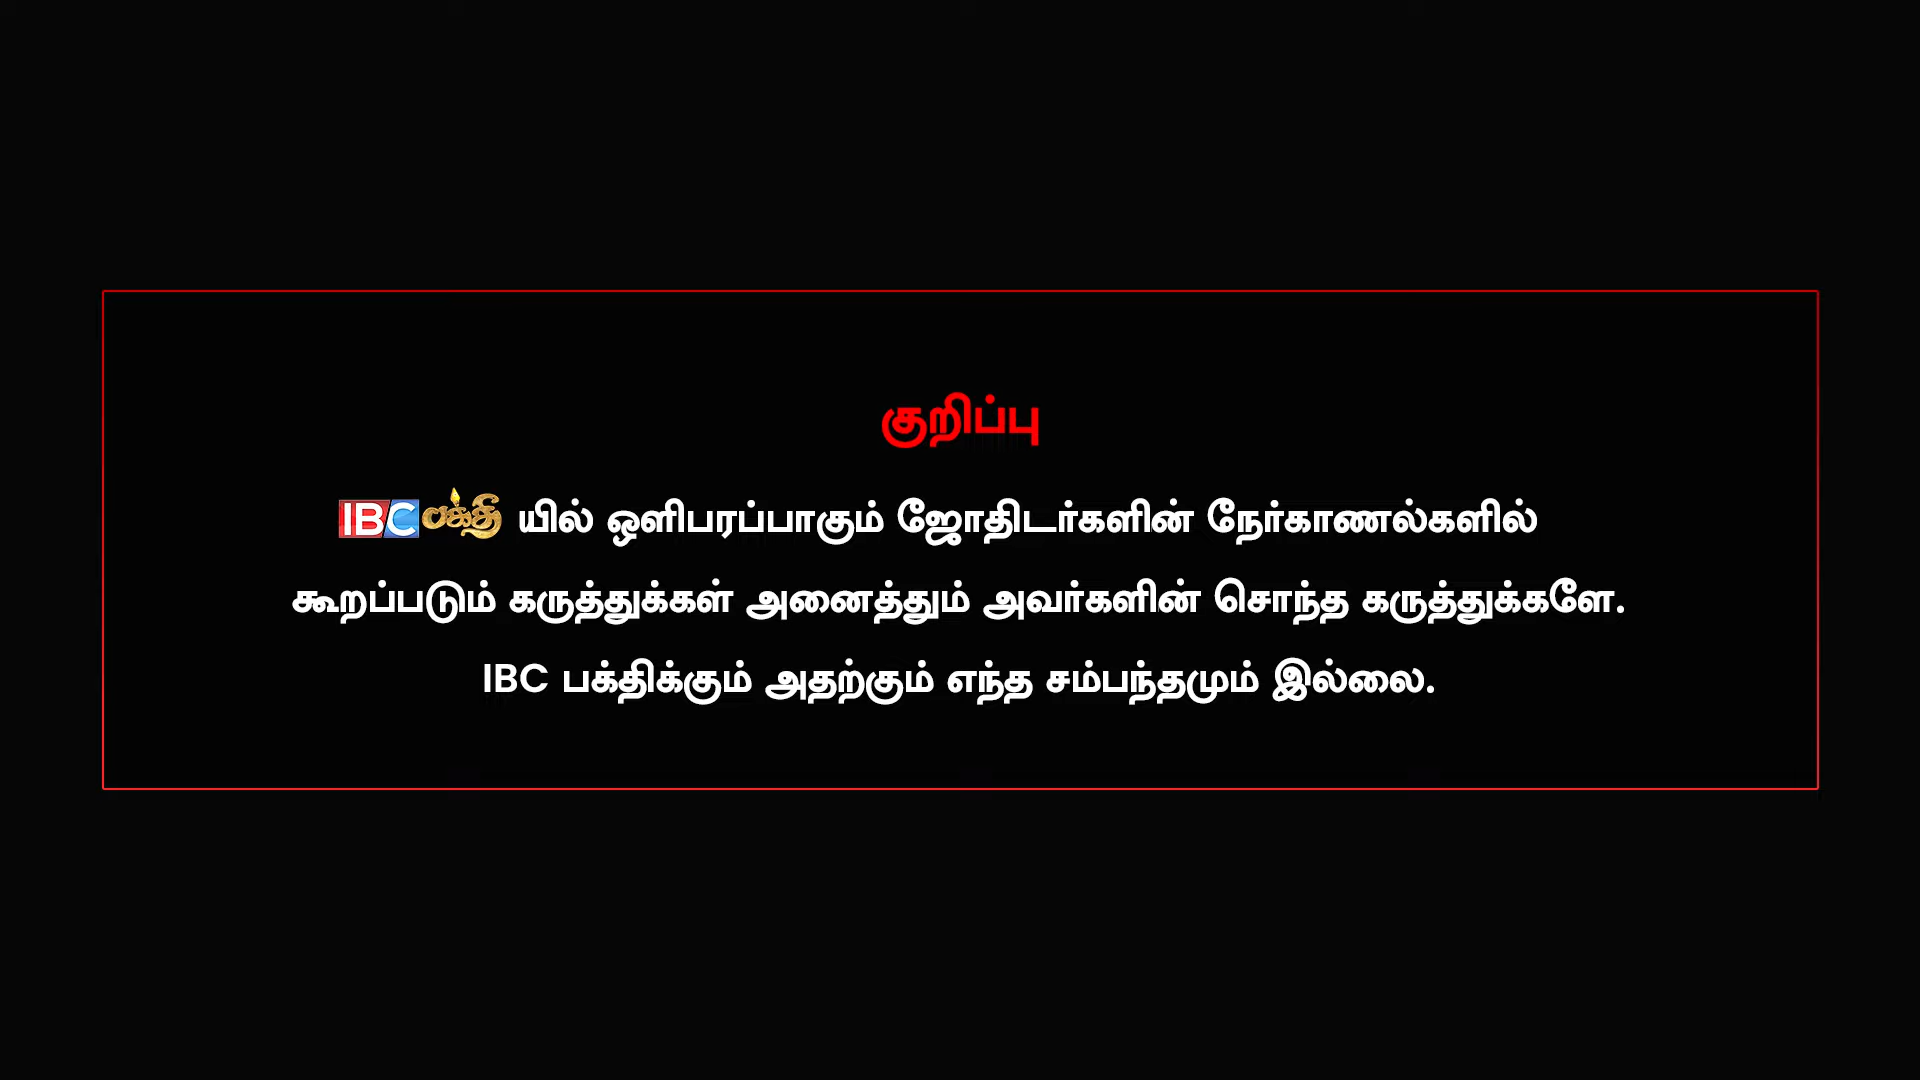 குறிப்பு
IBC பக்தி யில் ஒளிபரப்பாகும் ஜோதிடர்களின் நேர்காணல்களில்
கூறப்படும் கருத்துக்கள் அனைத்தும் அவர்களின் சொந்த கருத்துக்களே.
IBC பக்திக்கும் அதற்கும் எந்த சம்பந்தமும் இல்லை.